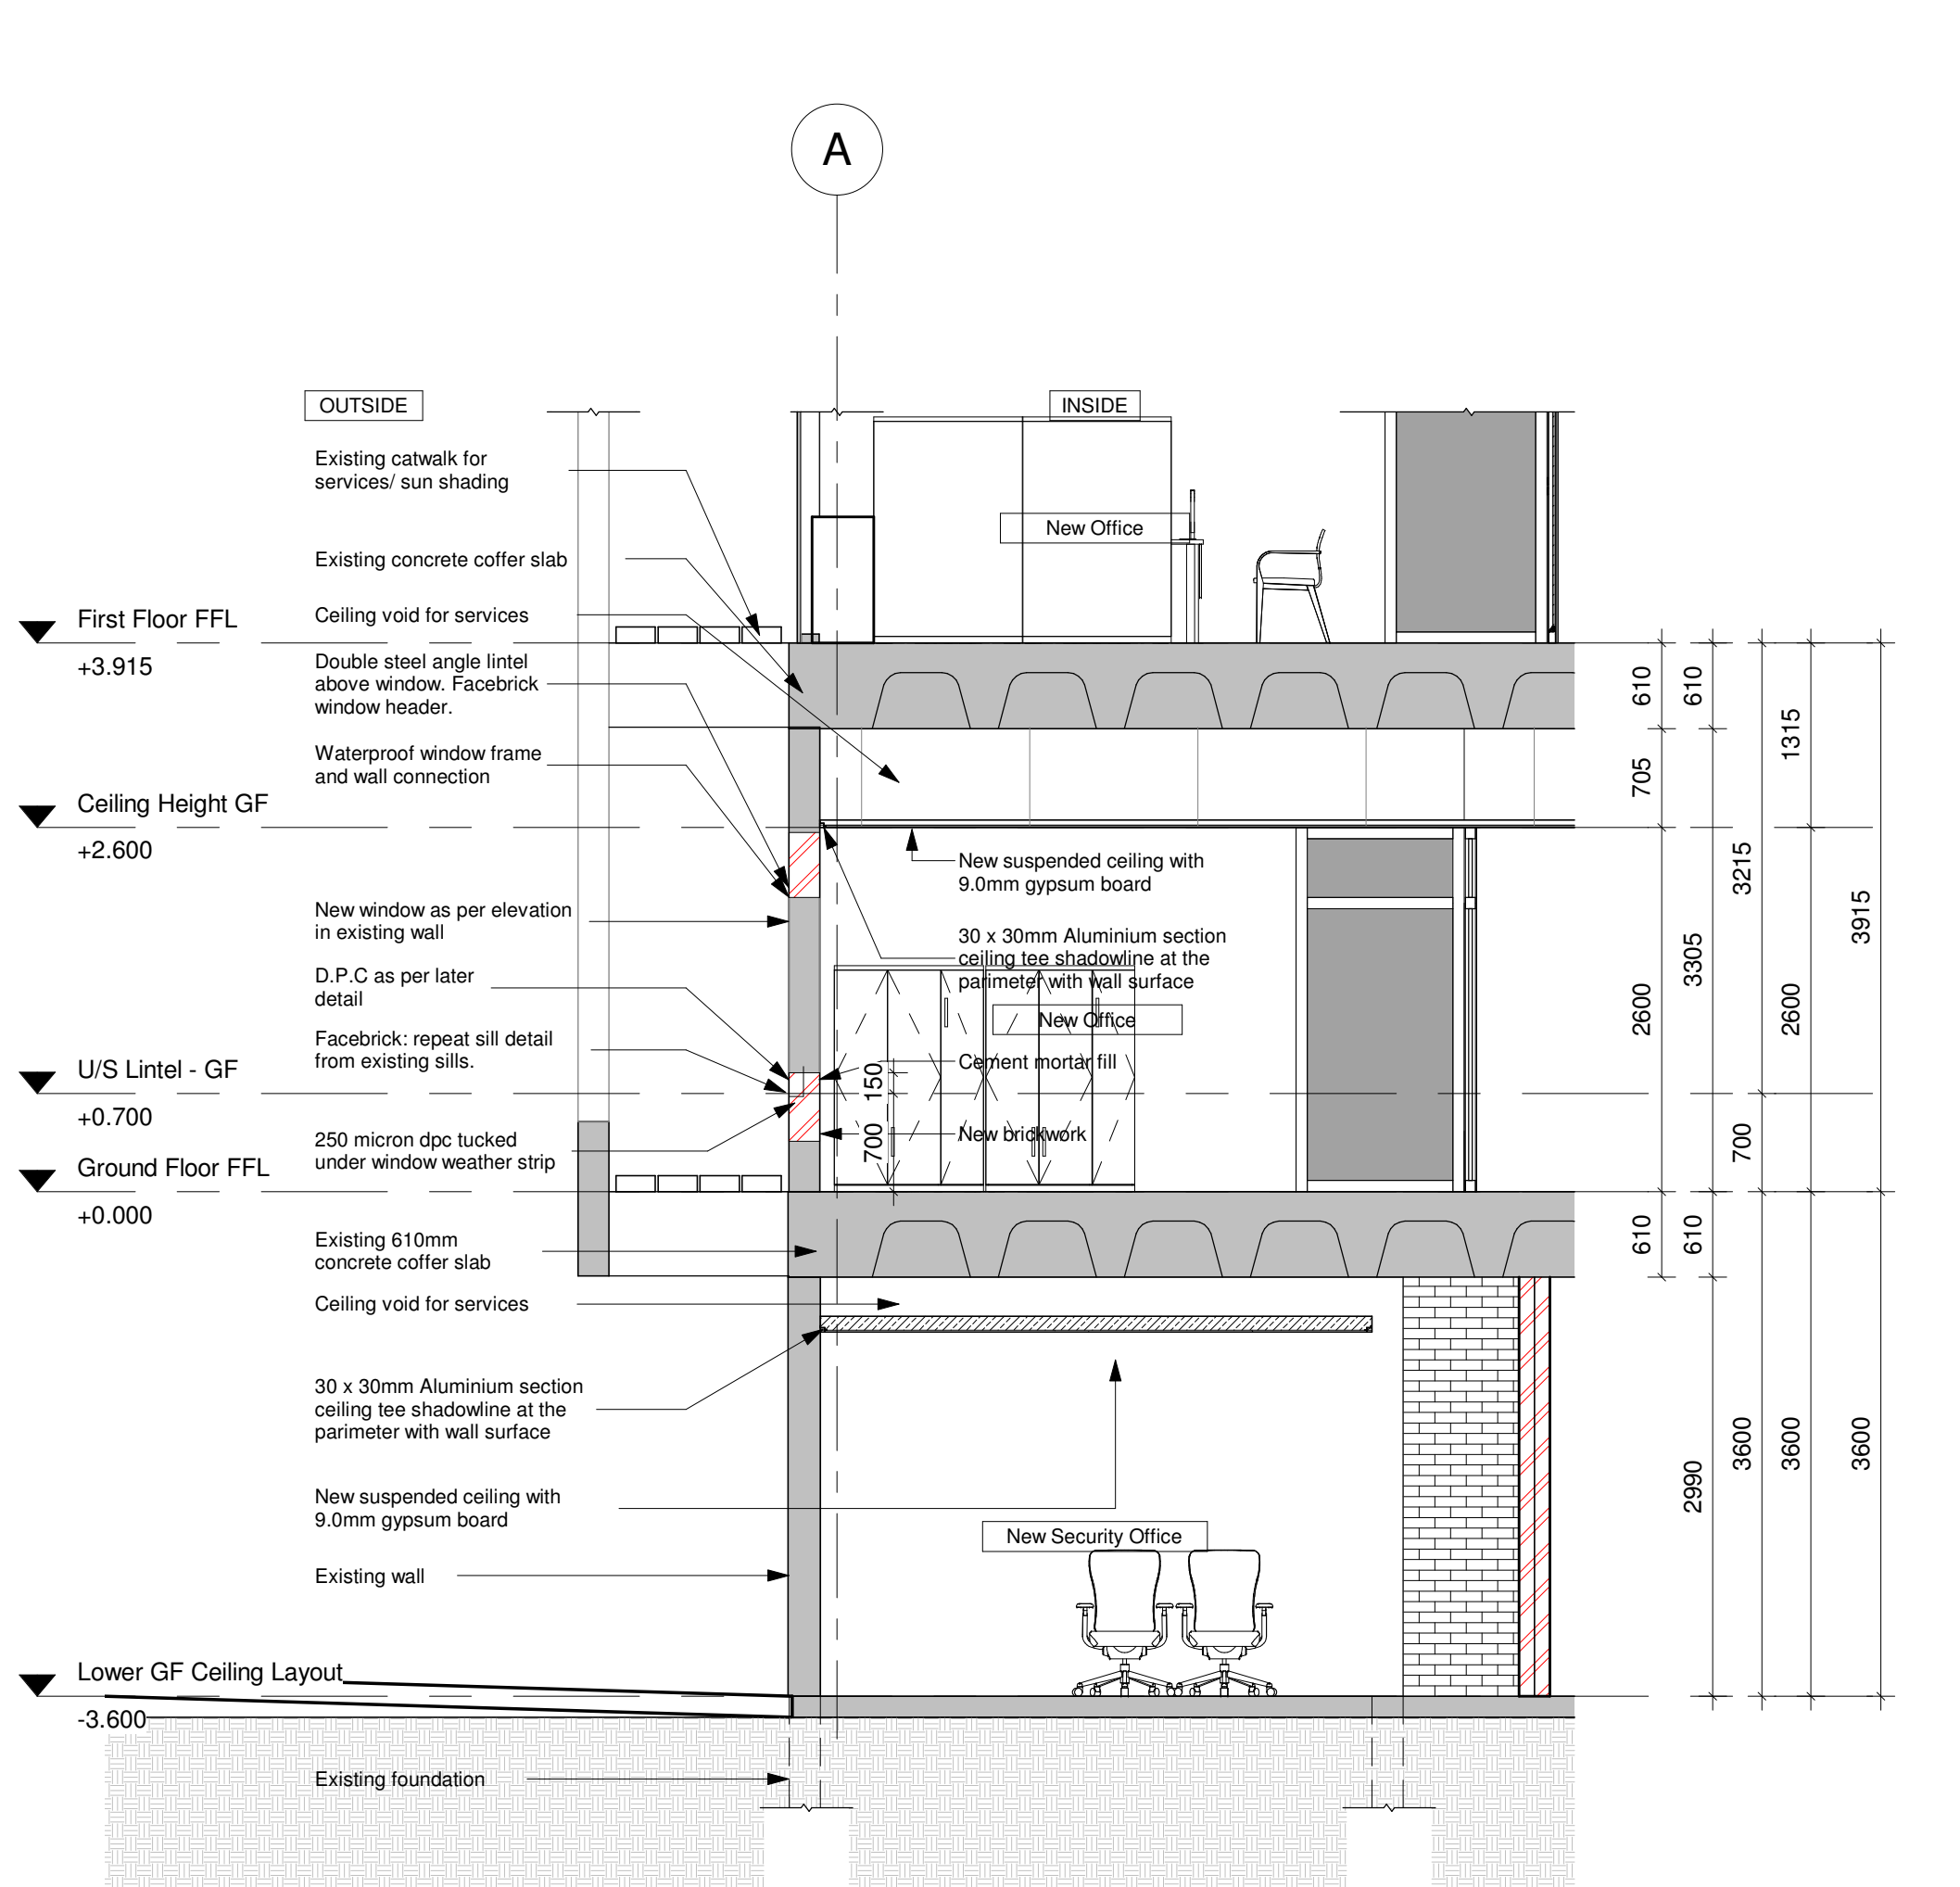 A
OUTSIDE
INSIDE
Existing catwalk for
services/ sun shading
New Office
Existing concrete coffer slab
Ceiling void for services
First Floor FFL
+3.915
Double steel angle lintel
above window. Facebrick
window header.
Waterproof window frame
and wall connection
Ceiling Height GF
+2.600
New suspended ceiling with
9.0mm gypsum board
New window as per elevation
in existing wall
30 x 30mm Aluminium section
ceiling tee shadowline at the
parimeter with wall surface
D.P.C as per later
detail
New Office
Facebrick: repeat sill detail
from existing sills.
Cement mortar fill
U/S Lintel - GF
+0.700
150
700
New brickwork
250 micron dpc tucked
under window weather strip
Ground Floor FFL
+0.000
Existing 610mm
concrete coffer slab
Ceiling void for services
30 x 30mm Aluminium section
ceiling tee shadowline at the
parimeter with wall surface
New suspended ceiling with
9.0mm gypsum board
New Security Office
Existing wall
Lower GF Ceiling Layout
-3.600
Existing foundation
610
705
2600
610
610
3305
610
2990
3215
700
3600
1315
2600
3600
3915
3600